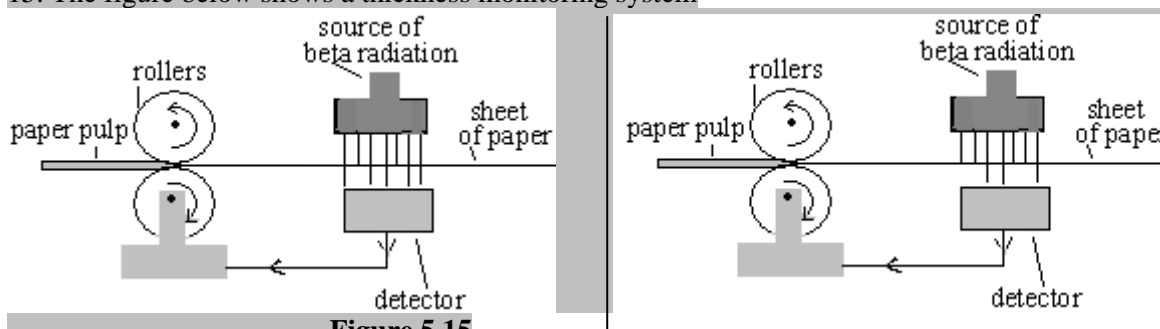 15. The figure below shows a thickness monitoring system
source of
beta radiation
rollers
paper pulp
sheet
of paper
detector
source of
beta radiation
rollers
paper pulp
sheet
of pape
detector
Figure 5.15